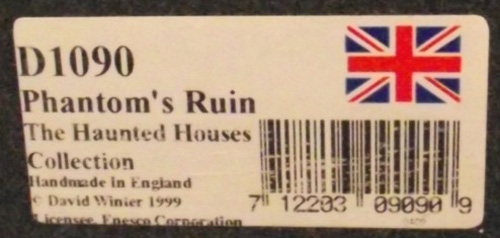 D1090
Phantom's Ruin
The Haunted Houses
Collection
Handmade in England
© David Winter 1999
Licensee, Enesco Corporation
7 12203 09090 9